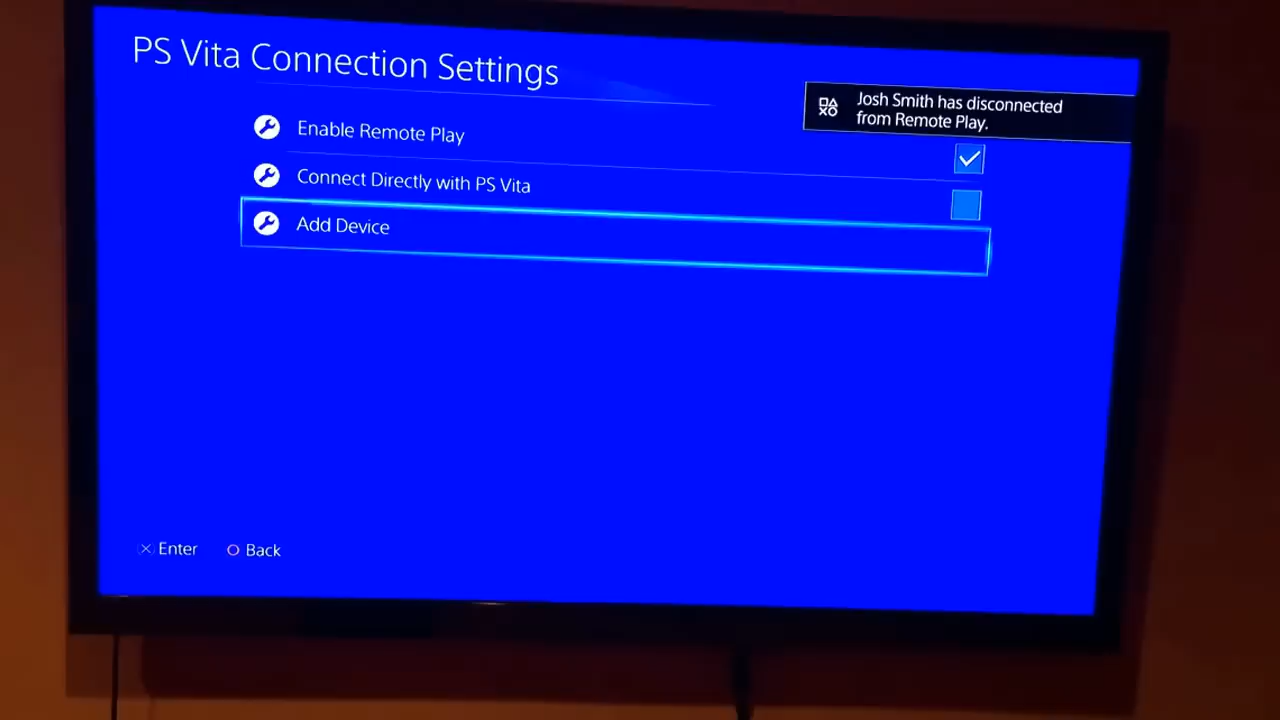 PS Vita Connection Settings
Josh Smith has disconnected
from Remote Play.
Enable Remote Play
Connect Directly with PS Vita
Add Device
Enter
Back